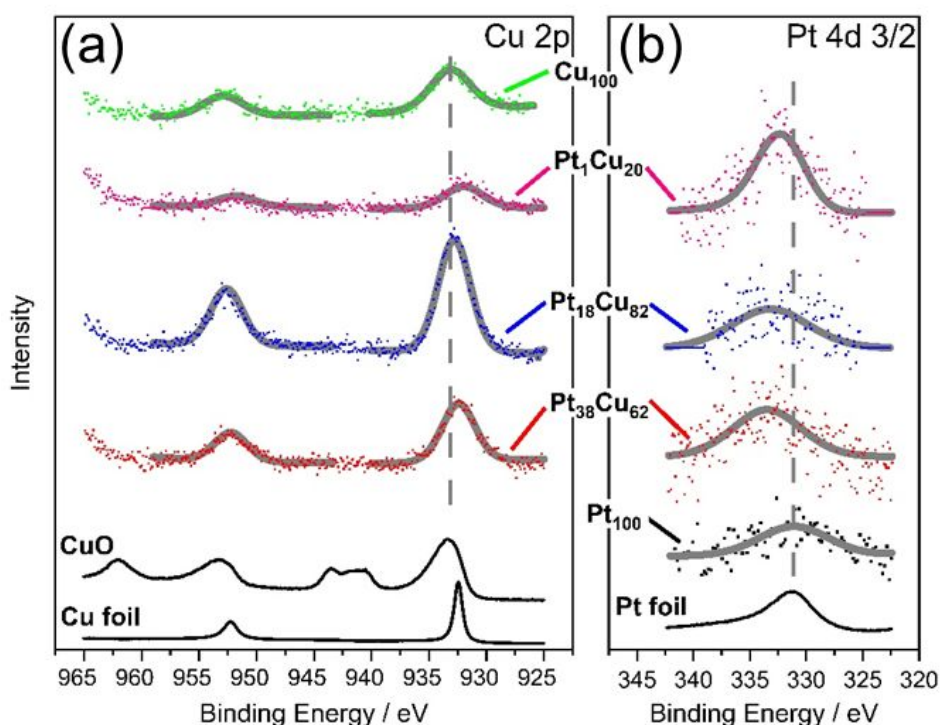 (a)
Cu 2p
(b)
Pt 4d 3/2
Cu₁₀₀
Pt₁Cu₂₀
Pt₁₈Cu₈₂
Pt₃₈Cu₆₂
Pt₁₀₀
CuO
Cu foil
Pt foil
Intensity
965 960 955 950 945 940 935 930 925
345 340 335 330 325 320
Binding Energy / eV
Binding Energy / eV